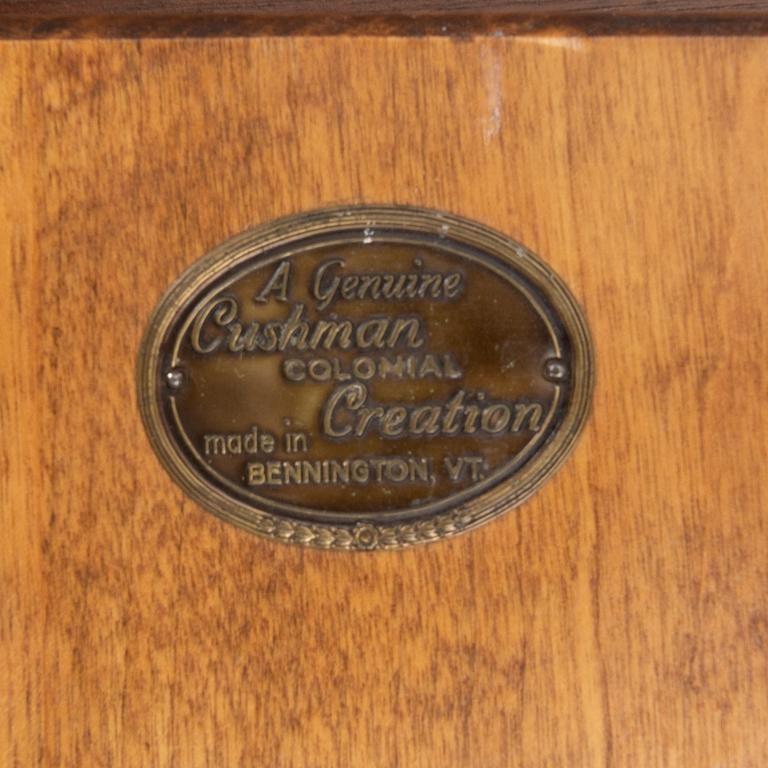 A Genuine
Cushman
COLONIAL
Creation
made in
BENNINGTON, VT.